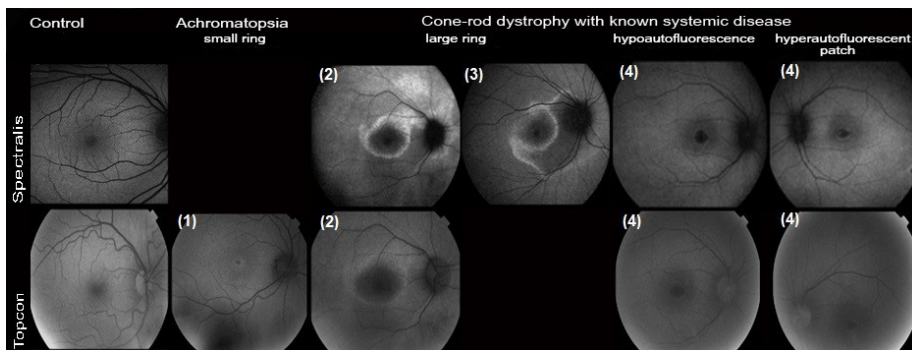 Control
Achromatopsia
small ring
Cone-rod dystrophy with known systemic disease
large ring
hypoautofluorescence
hyperautofluorescent
patch
Spectralis
(2)
(3)
(4)
(4)
Topcon
(1)
(2)
(4)
(4)